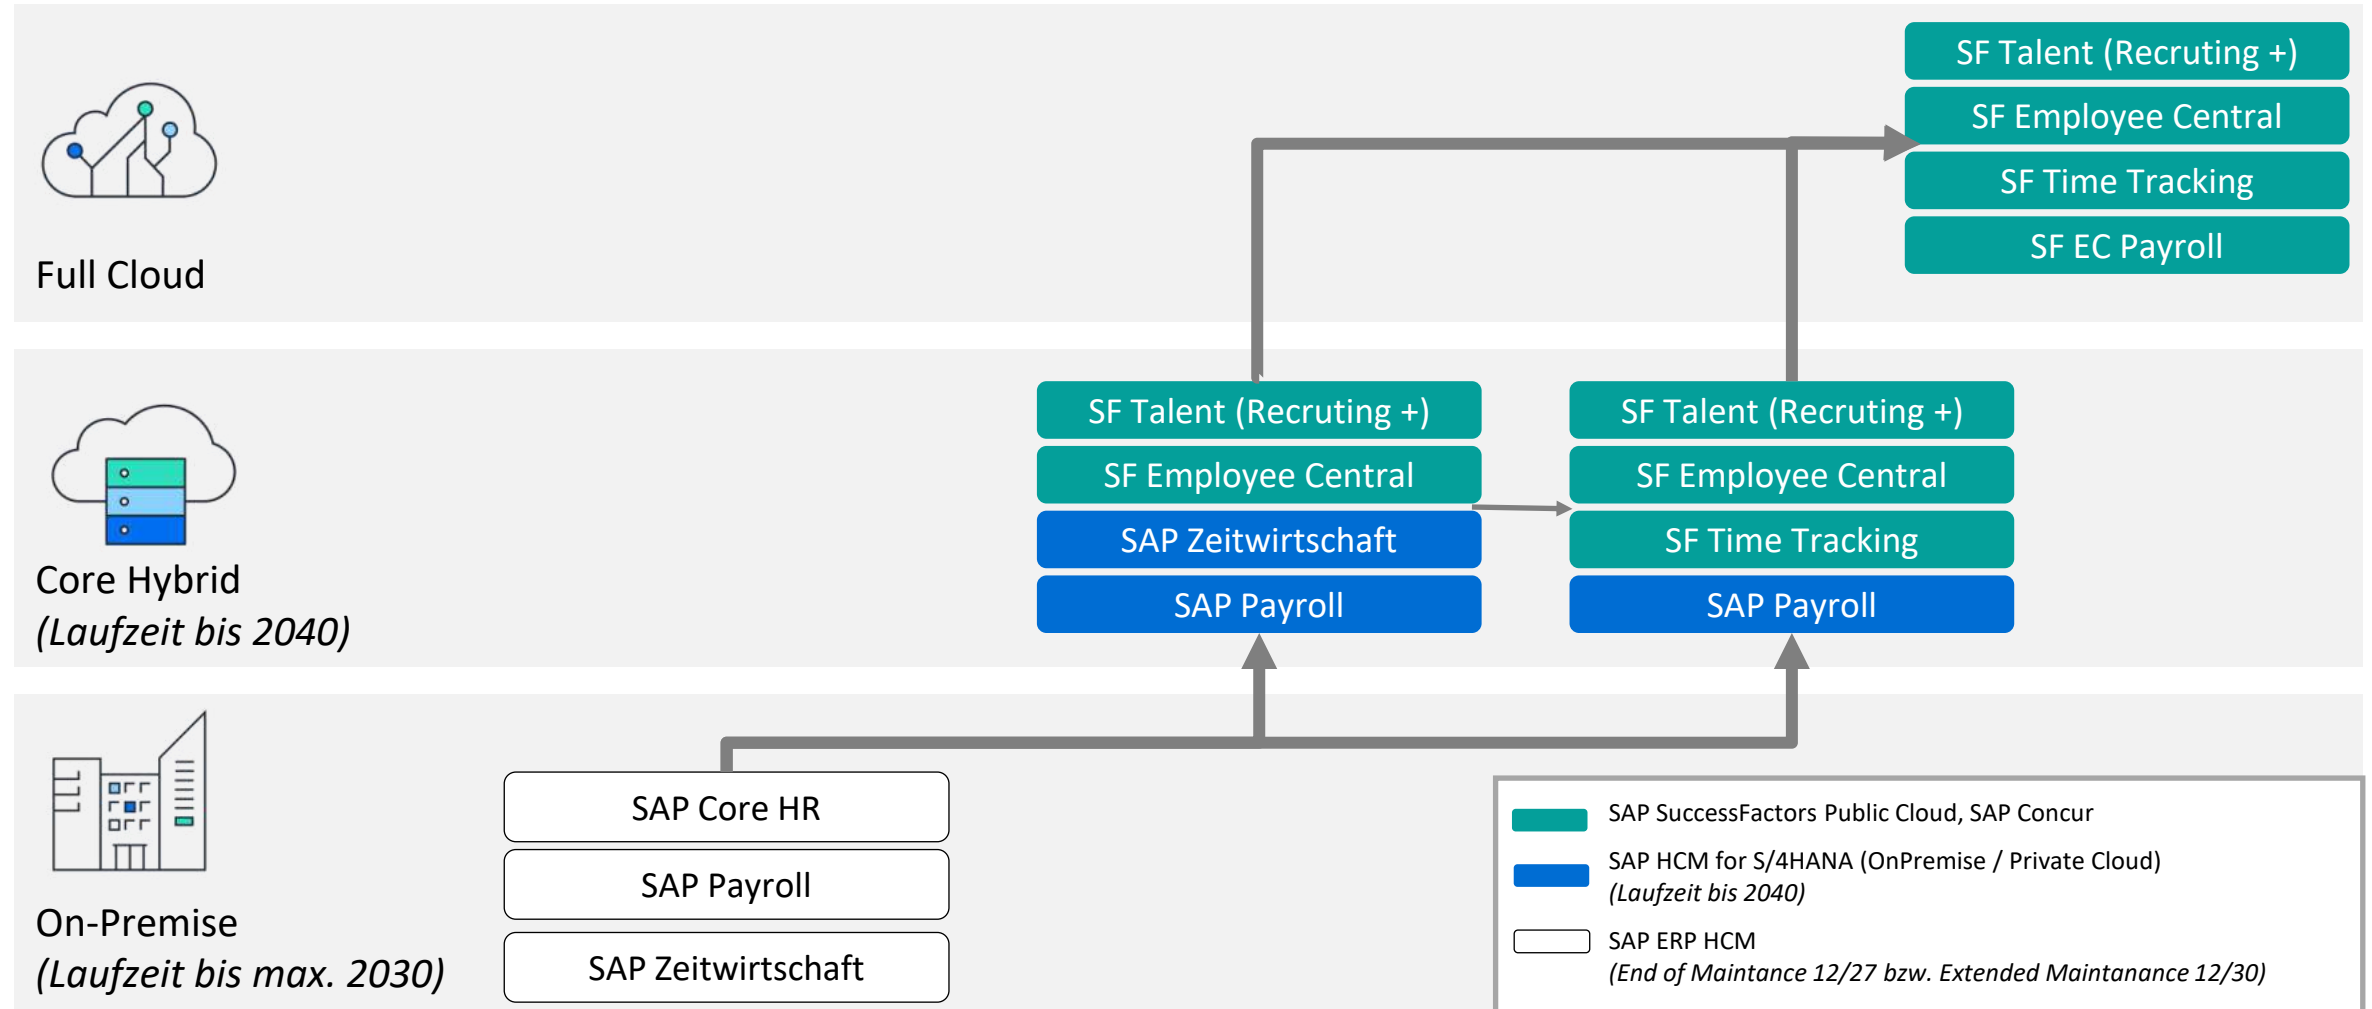 SF Talent (Recruting +)
SF Employee Central
SF Time Tracking
SF EC Payroll
Full Cloud
SF Talent (Recruting +)
SF Employee Central
SAP Zeitwirtschaft
SAP Payroll
SF Talent (Recruting +)
SF Employee Central
SF Time Tracking
SAP Payroll
Core Hybrid
(Laufzeit bis 2040)
SAP Core HR
SAP Payroll
SAP Zeitwirtschaft
On-Premise
(Laufzeit bis max. 2030)
SAP SuccessFactors Public Cloud, SAP Concur
SAP HCM for S/4HANA (OnPremise / Private Cloud)
(Laufzeit bis 2040)
SAP ERP HCM
(End of Maintance 12/27 bzw. Extended Maintanance 12/30)